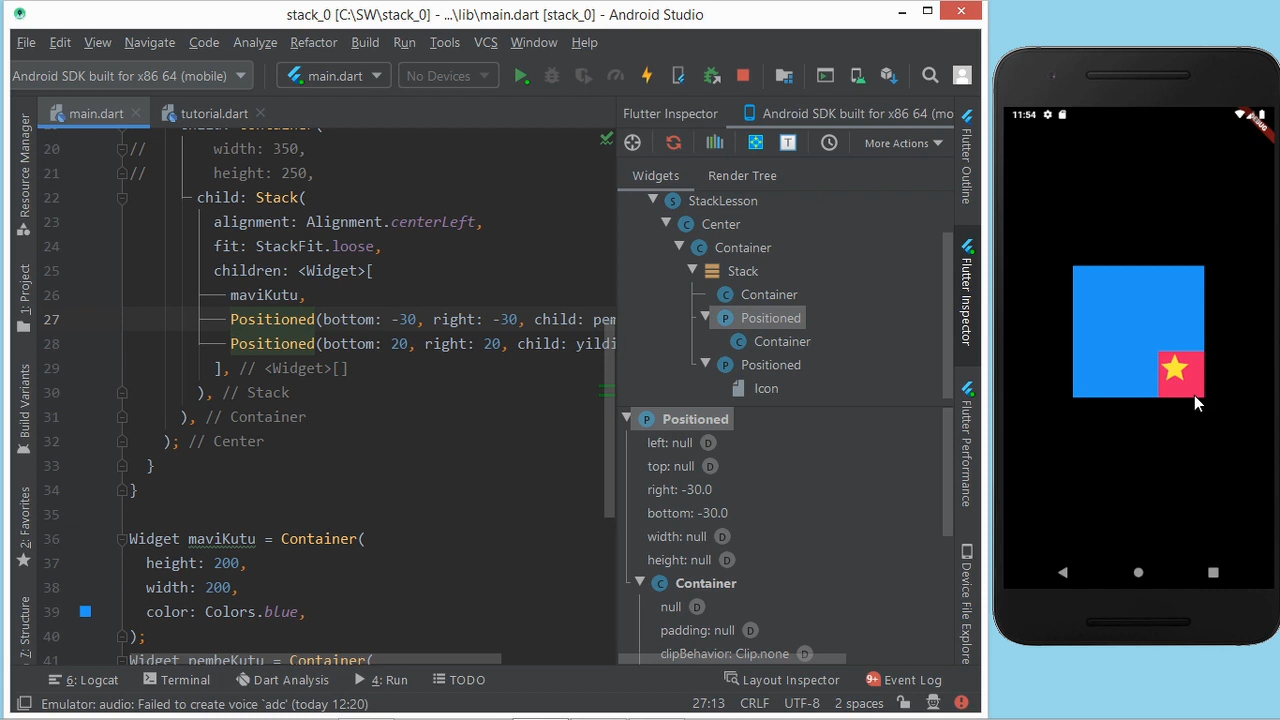 stack_0 [C:\SW\stack_0] - ...\lib\main.dart [stack_0] - Android Studio
File Edit View Navigate Code Analyze Refactor Build Run Tools VCS Window Help
Android SDK built for x86 64 (mobile) main.dart No Devices
main.dart tutorial.dart
Flutter Inspector Android SDK built for x86 64 (mo
More Actions
Widgets Render Tree
20 // width: 350,
21 // height: 250,
22 child: Stack(
23 alignment: Alignment.centerLeft,
24 fit: StackFit.loose,
25 children: <Widget>[
26 maviKutu,
27 Positioned(bottom: -30, right: -30, child: pem
28 Positioned(bottom: 20, right: 20, child: yildi
29 ], // <Widget>[]
30 ), // Stack
31 ), // Container
32 ); // Center
33 }
34 }
35
36 Widget maviKutu = Container(
37 height: 200,
38 width: 200,
39 color: Colors.blue,
40 );
41 Widget pembeKutu = Container(
StackLesson
Center
Container
Stack
Container
Positioned
Container
Positioned
Icon
Positioned
left: null D
top: null D
right: -30.0
bottom: -30.0
width: null D
height: null D
Container
null D
padding: null D
clipBehavior: Clip.none D
Resource Manager
1: Project
Build Variants
2: Favorites
Z: Structure
Flutter Outline
Flutter Inspector
Flutter Performance
Device File Explorer
11:54
DEBUG
6: Logcat Terminal Dart Analysis 4: Run TODO Layout Inspector 9+ Event Log
Emulator: audio: Failed to create voice `adc' (today 12:20) 27:13 CRLF UTF-8 2 spaces